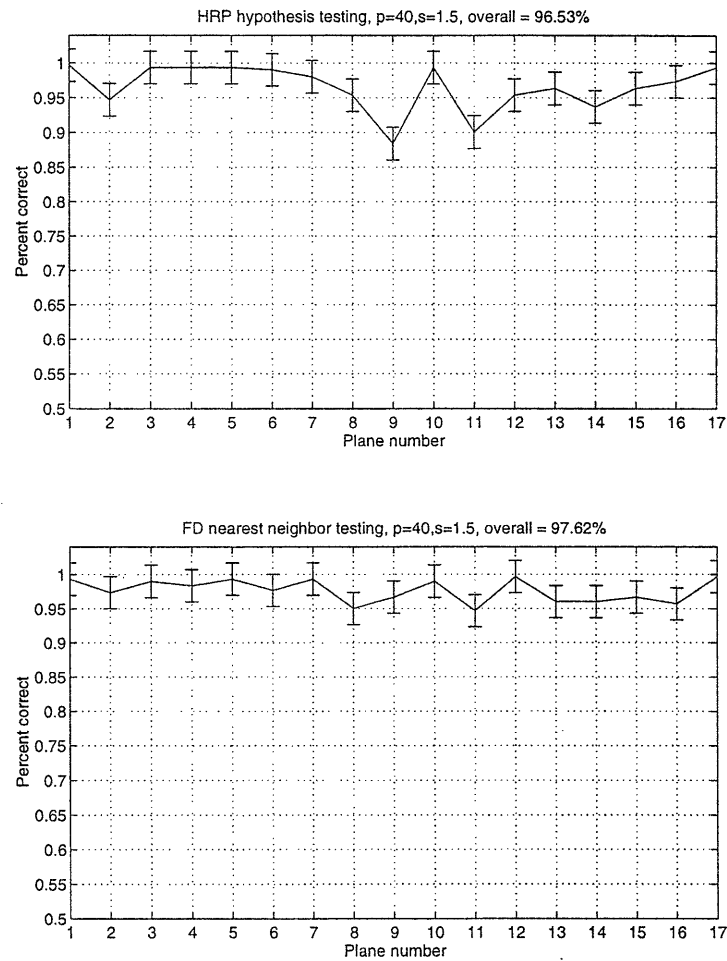 HRP hypothesis testing, p=40,s=1.5, overall = 96.53%
1
0.95
0.9
0.85
0.8
0.75
0.7
0.65
0.6
0.55
0.5
Percent correct
1 2 3 4 5 6 7 8 9 10 11 12 13 14 15 16 17
Plane number
FD nearest neighbor testing, p=40,s=1.5, overall = 97.62%
1
0.95
0.9
0.85
0.8
0.75
0.7
0.65
0.6
0.55
0.5
Percent correct
1 2 3 4 5 6 7 8 9 10 11 12 13 14 15 16 17
Plane number